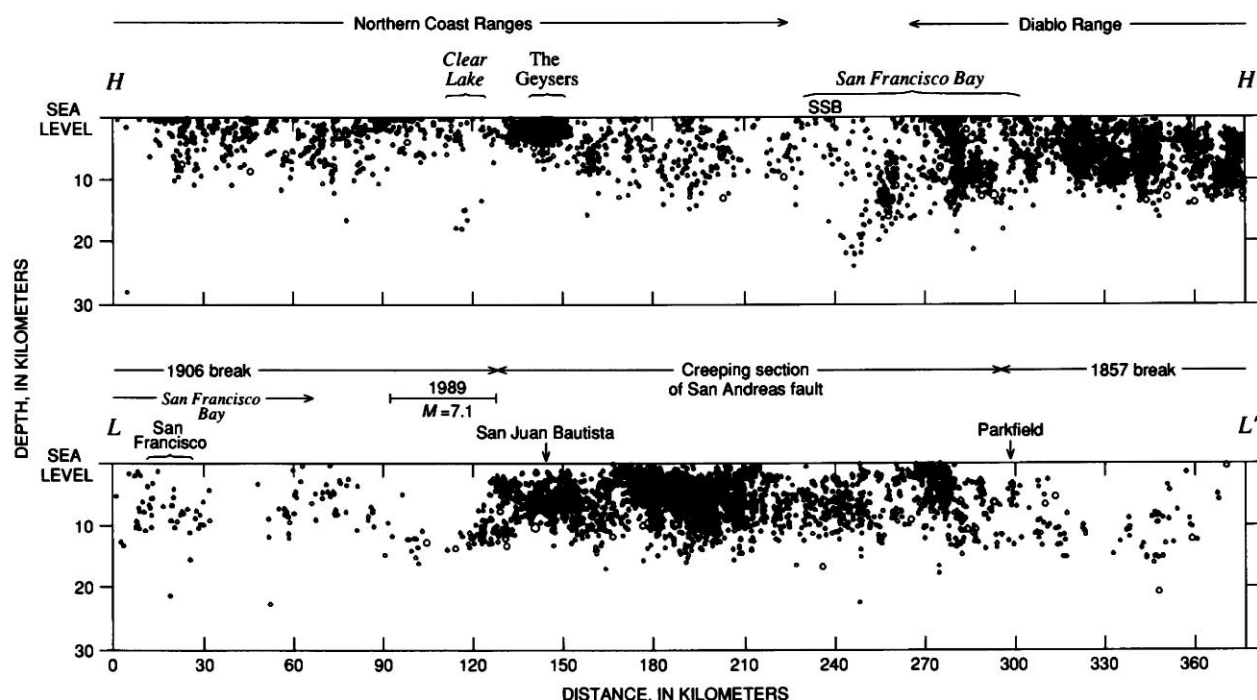 Northern Coast Ranges
Diablo Range
Clear
Lake
The
Geysers
San Francisco Bay
H
SSB
H
SEA
LEVEL
10
20
30
DEPTH, IN KILOMETERS
1906 break
Creeping section
of San Andreas fault
1857 break
San Francisco
Bay
1989
M =7.1
L
San
Francisco
San Juan Bautista
Parkfield
L'
SEA
LEVEL
10
20
30
0 30 60 90 120 150 180 210 240 270 300 330 360
DISTANCE, IN KILOMETERS